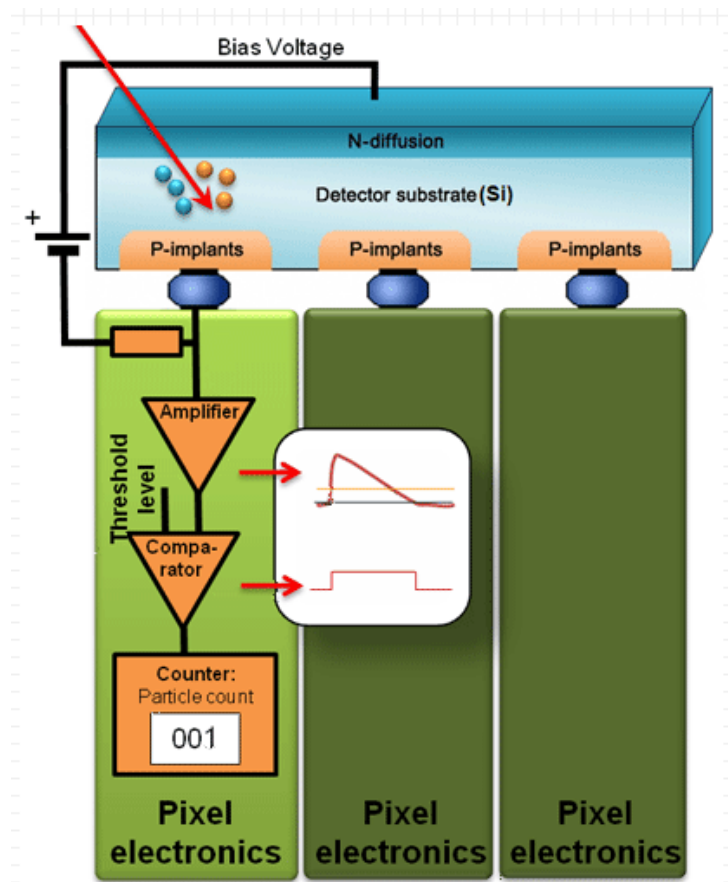 Bias Voltage
N-diffusion
Detector substrate(Si)
+
P-implants
P-implants
P-implants
Amplifier
Threshold
level
Compa-
rator
Counter:
Particle count
001
Pixel
electronics
Pixel
electronics
Pixel
electronics